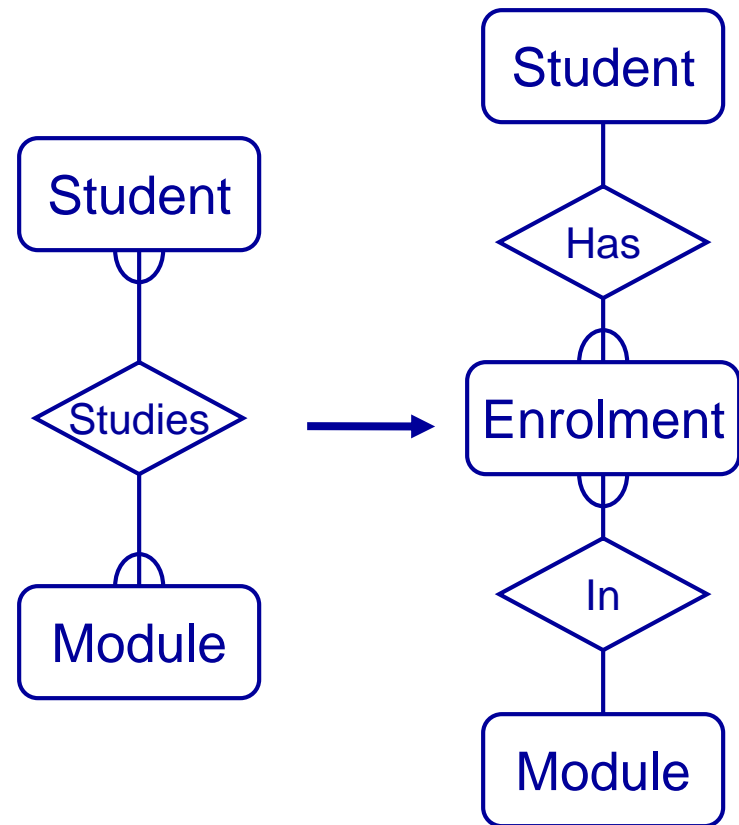 Student
Studies
Module
Student
Has
Enrolment
In
Module